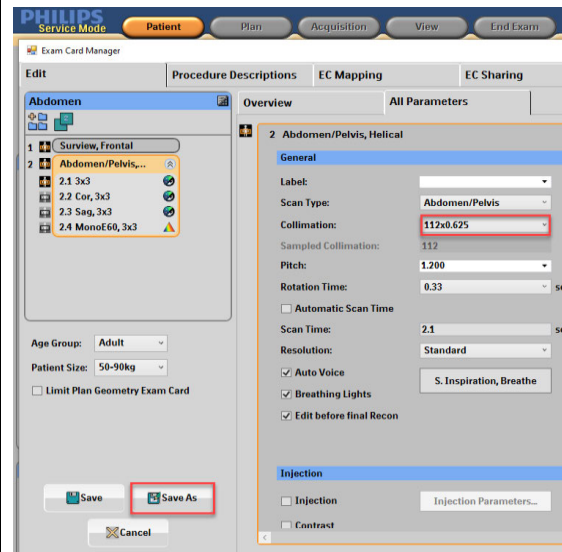 PHILIPS
Service Mode
Patient
Plan
Acquisition
View
End Exam
Exam Card Manager
Edit
Procedure Descriptions
EC Mapping
EC Sharing
Abdomen
Overview
All Parameters
1 Surview, Frontal
2 Abdomen/Pelvis,...
2.1 3x3
2.2 Cor, 3x3
2.3 Sag, 3x3
2.4 MonoE60, 3x3
Age Group: Adult
Patient Size: 50-90kg
Limit Plan Geometry Exam Card
Save
Save As
Cancel
2 Abdomen/Pelvis, Helical
General
Label:
Scan Type: Abdomen/Pelvis
Collimation: 112x0.625
Sampled Collimation: 112
Pitch: 1.200
Rotation Time: 0.33
Automatic Scan Time
Scan Time: 2.1
Resolution: Standard
Auto Voice
S. Inspiration, Breathe
Breathing Lights
Edit before final Recon
Injection
Injection
Injection Parameters...
Contrast